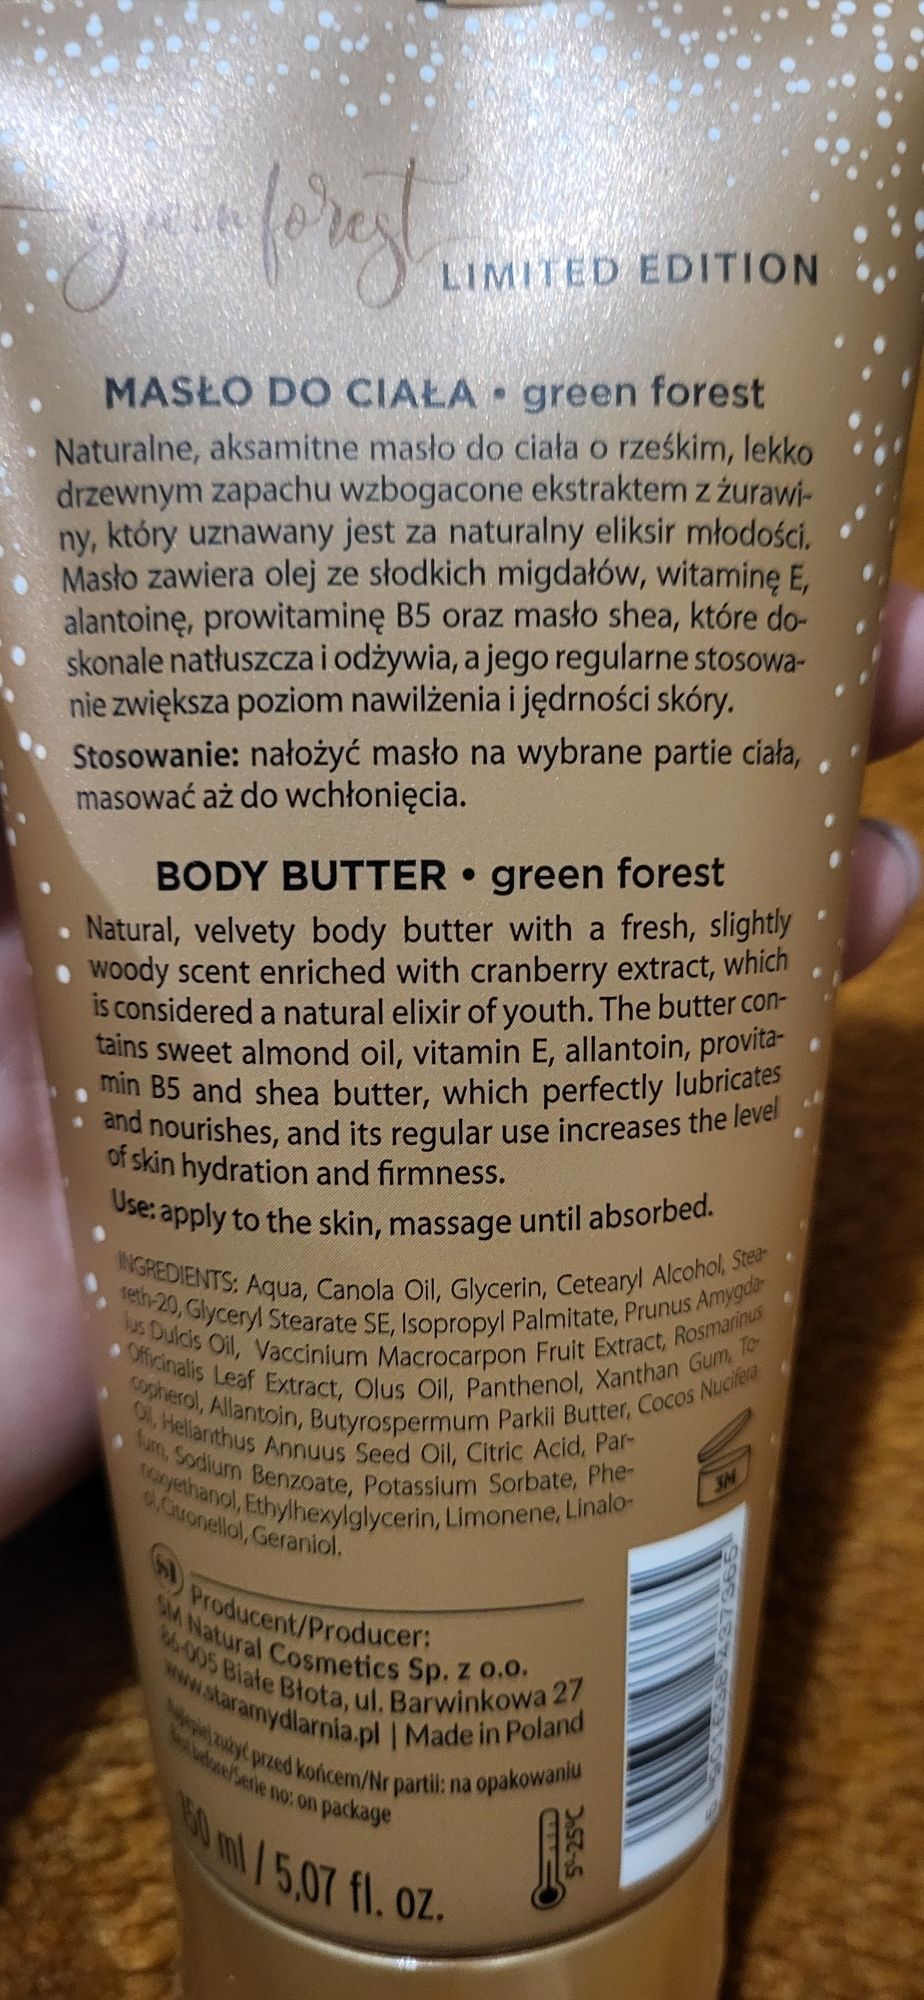 green forest
LIMITED EDITION
MASŁO DO CIAŁA • green forest
Naturalne, aksamitne masło do ciała o rześkim, lekko
drzewnym zapachu wzbogacone ekstraktem z żurawi-
ny, który uznawany jest za naturalny eliksir młodości.
Masło zawiera olej ze słodkich migdałów, witaminę E,
alantoinę, prowitaminę B5 oraz masło shea, które do-
skonale natłuszcza i odżywia, a jego regularne stosowa-
nie zwiększa poziom nawilżenia i jędrności skóry.
Stosowanie: nałożyć masło na wybrane partie ciała,
masować aż do wchłonięcia.
BODY BUTTER • green forest
Natural, velvety body butter with a fresh, slightly
woody scent enriched with cranberry extract, which
is considered a natural elixir of youth. The butter con-
tains sweet almond oil, vitamin E, allantoin, provita-
min B5 and shea butter, which perfectly lubricates
and nourishes, and its regular use increases the level
of skin hydration and firmness.
Use: apply to the skin, massage until absorbed.
INGREDIENTS: Aqua, Canola Oil, Glycerin, Cetearyl Alcohol, Stea-
reth-20, Glyceryl Stearate SE, Isopropyl Palmitate, Prunus Amygda-
lus Dulcis Oil, Vaccinium Macrocarpon Fruit Extract, Rosmarinus
Officinalis Leaf Extract, Olus Oil, Panthenol, Xanthan Gum, To-
copherol, Allantoin, Butyrospermum Parkii Butter, Cocos Nucifera
Oil, Helianthus Annuus Seed Oil, Citric Acid, Par-
fum, Sodium Benzoate, Potassium Sorbate, Phe-
noxyethanol, Ethylhexylglycerin, Limonene, Linalo-
ol, Citronellol, Geraniol.
3M
Producent/Producer:
SM Natural Cosmetics Sp. z o.o.
86-005 Białe Błota, ul. Barwinkowa 27
www.staramydlarnia.pl | Made in Poland
Najlepiej zużyć przed końcem/Nr partii: na opakowaniu
Best before/Serie no: on package
150 ml / 5,07 fl. oz.
5°-25°C
5 901638 437365